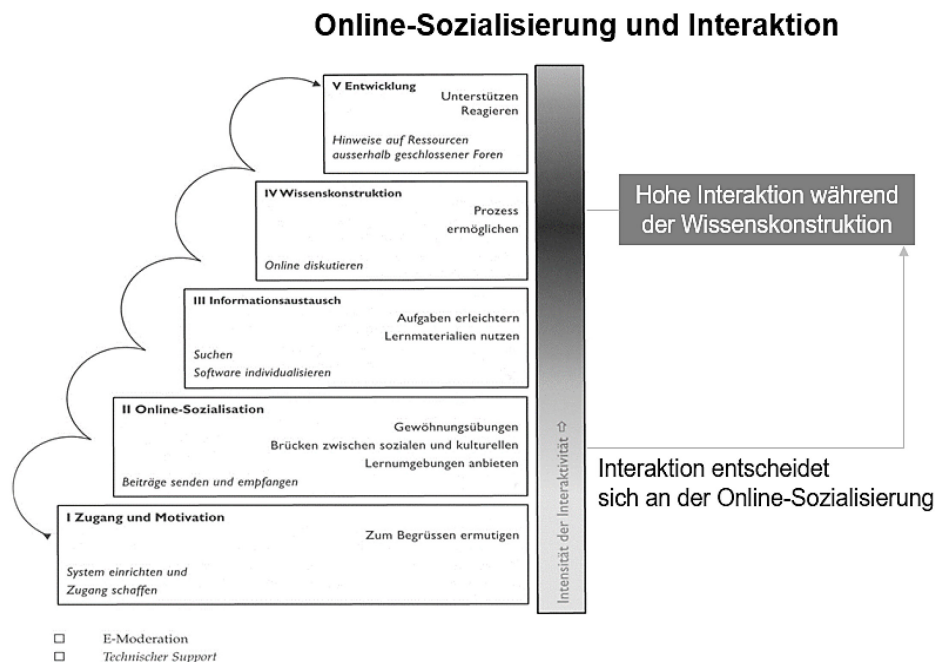 Online-Sozialisierung und Interaktion
V Entwicklung
Unterstützen
Reagieren
Hinweise auf Ressourcen
ausserhalb geschlossener Foren
IV Wissenskonstruktion
Prozess
ermöglichen
Online diskutieren
Hohe Interaktion während
der Wissenskonstruktion
III Informationsaustausch
Aufgaben erleichtern
Lernmaterialien nutzen
Suchen
Software individualisieren
II Online-Sozialisation
Gewöhnungsübungen
Brücken zwischen sozialen und kulturellen
Lernumgebungen anbieten
Beiträge senden und empfangen
Interaktion entscheidet
sich an der Online-Sozialisierung
I Zugang und Motivation
Zum Begrüssen ermutigen
System einrichten und
Zugang schaffen
Intensität der Interaktivität ⇨
E-Moderation
Technischer Support